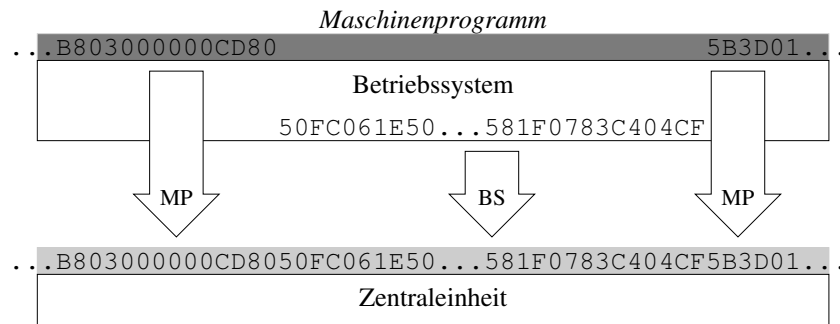 Maschinenprogramm
...B803000000CD80 5B3D01...
Betriebssystem
50FC061E50...581F0783C404CF
MP BS MP
...B803000000CD8050FC061E50...581F0783C404CF5B3D01...
Zentraleinheit